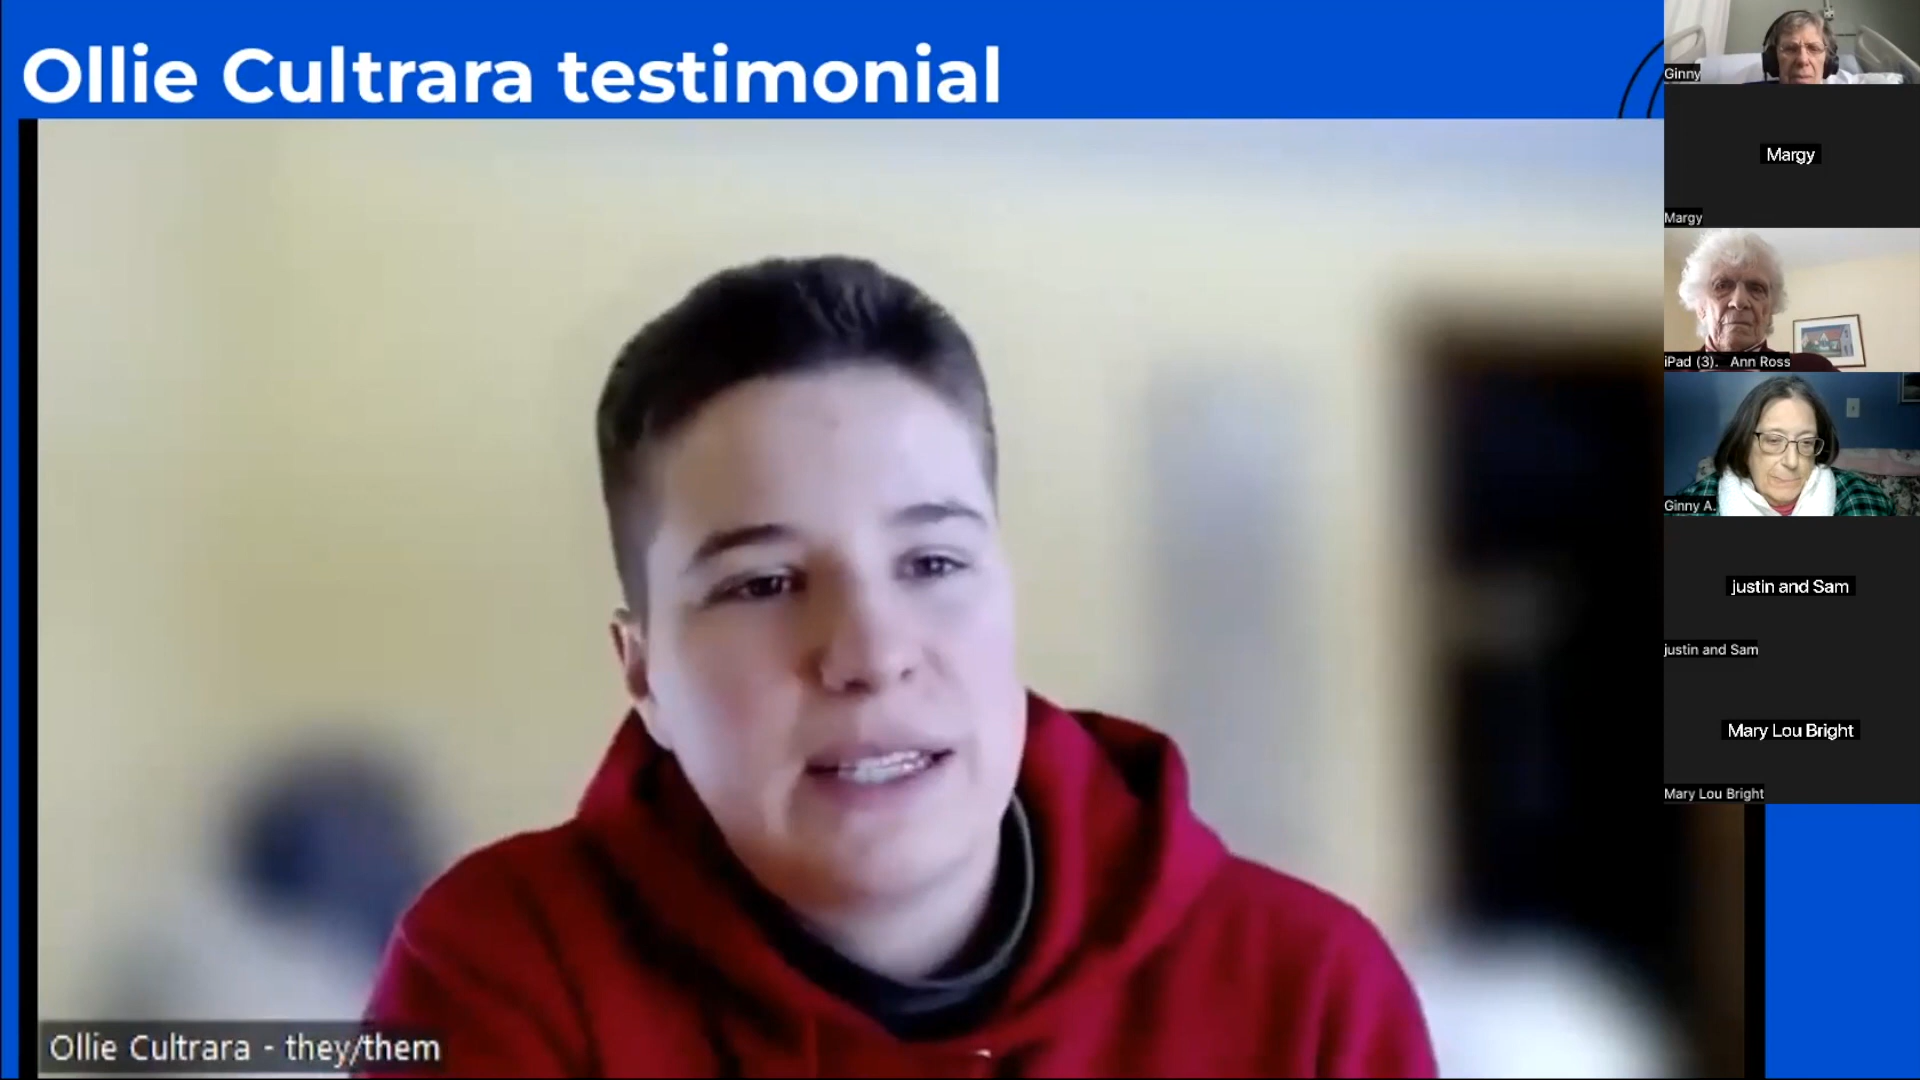 Ollie Cultrara testimonial
Ginny
Margy
Margy
iPad (3). Ann Ross
Ginny A.
justin and Sam
justin and Sam
Mary Lou Bright
Mary Lou Bright
Ollie Cultrara - they/them